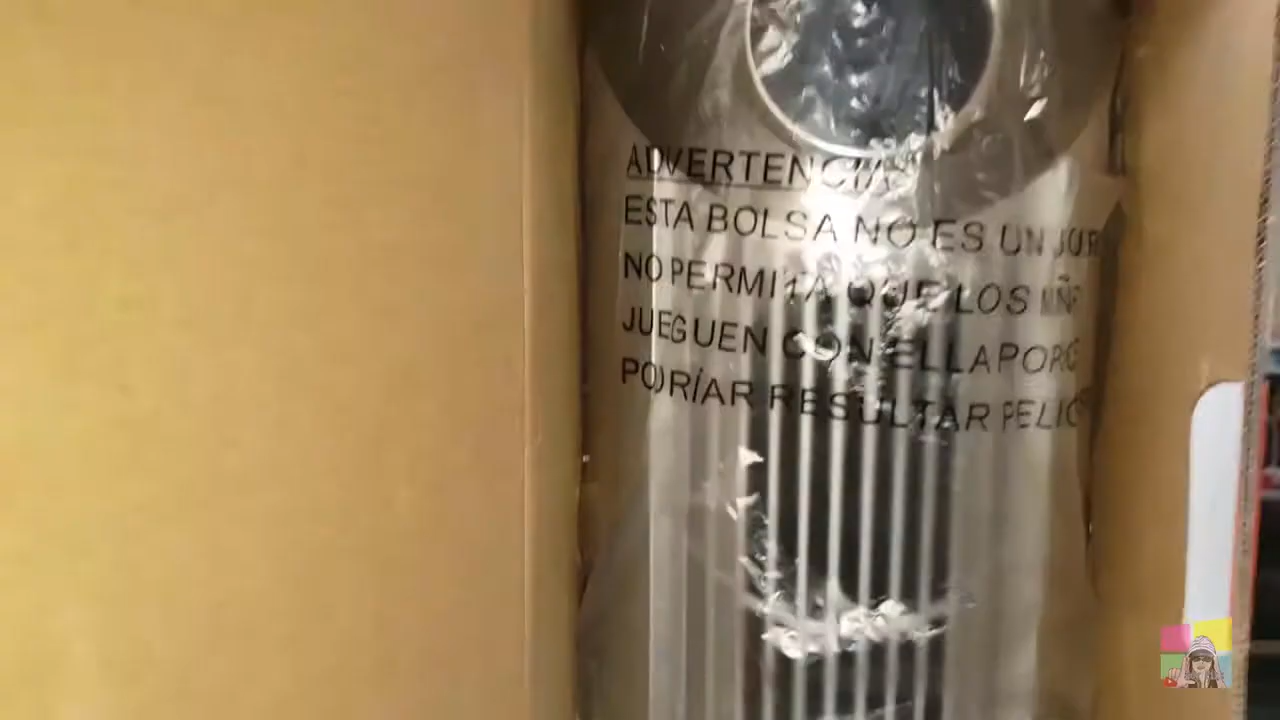 ADVERTENCIA
ESTA BOLSA NO ES UN
NO PERMITA QUE LOS
JUEGUEN CON ELLA
PODRÍAR RESULTAR